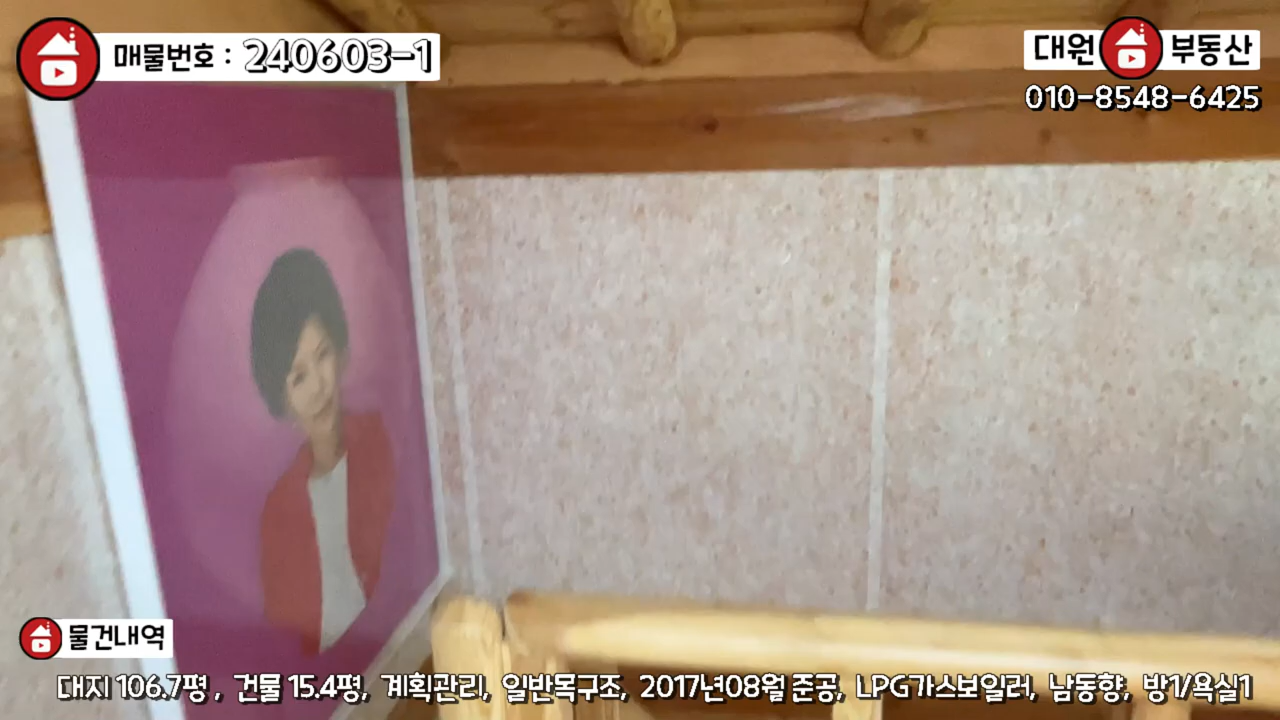 매물번호 : 240603-1
대원 부동산
010-8548-6425
물건내역
대지 106.7평 , 건물 15.4평, 계획관리, 일반목구조, 2017년08월 준공, LPG가스보일러, 남동향, 방1/욕실1